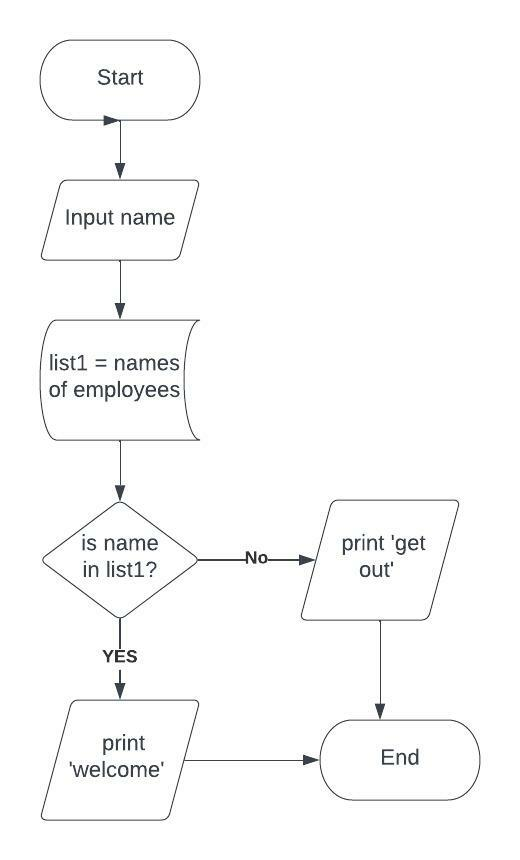 Start
Input name
list1 = names
of employees
is name
in list1?
No
print 'get
out'
YES
print
'welcome'
End